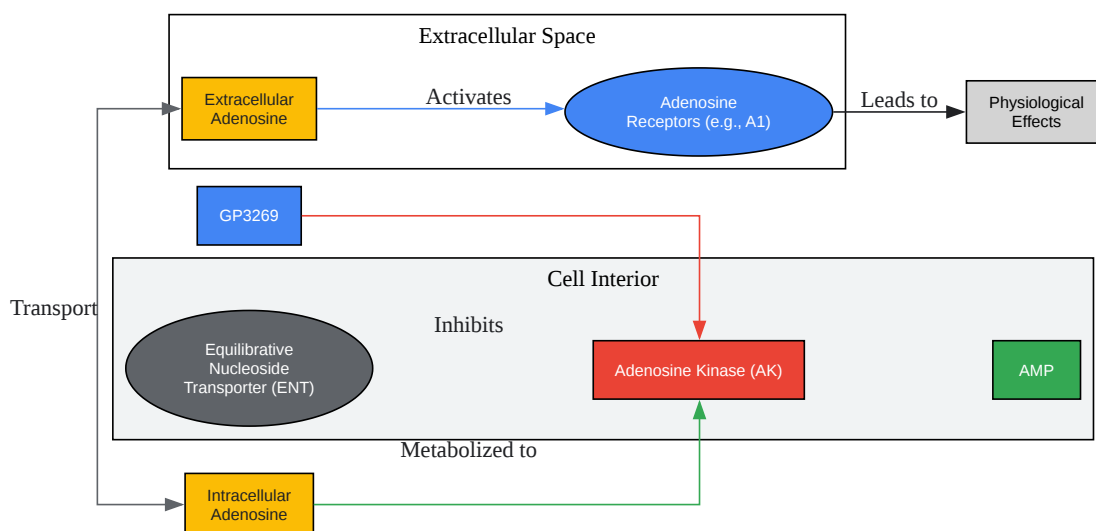 Extracellular Space
Extracellular
Adenosine
Activates
Adenosine
Receptors (e.g., A1)
Leads to
Physiological
Effects
GP3269
Cell Interior
Transport
Inhibits
Equilibrative
Nucleoside
Transporter (ENT)
Adenosine Kinase (AK)
AMP
Metabolized to
Intracellular
Adenosine